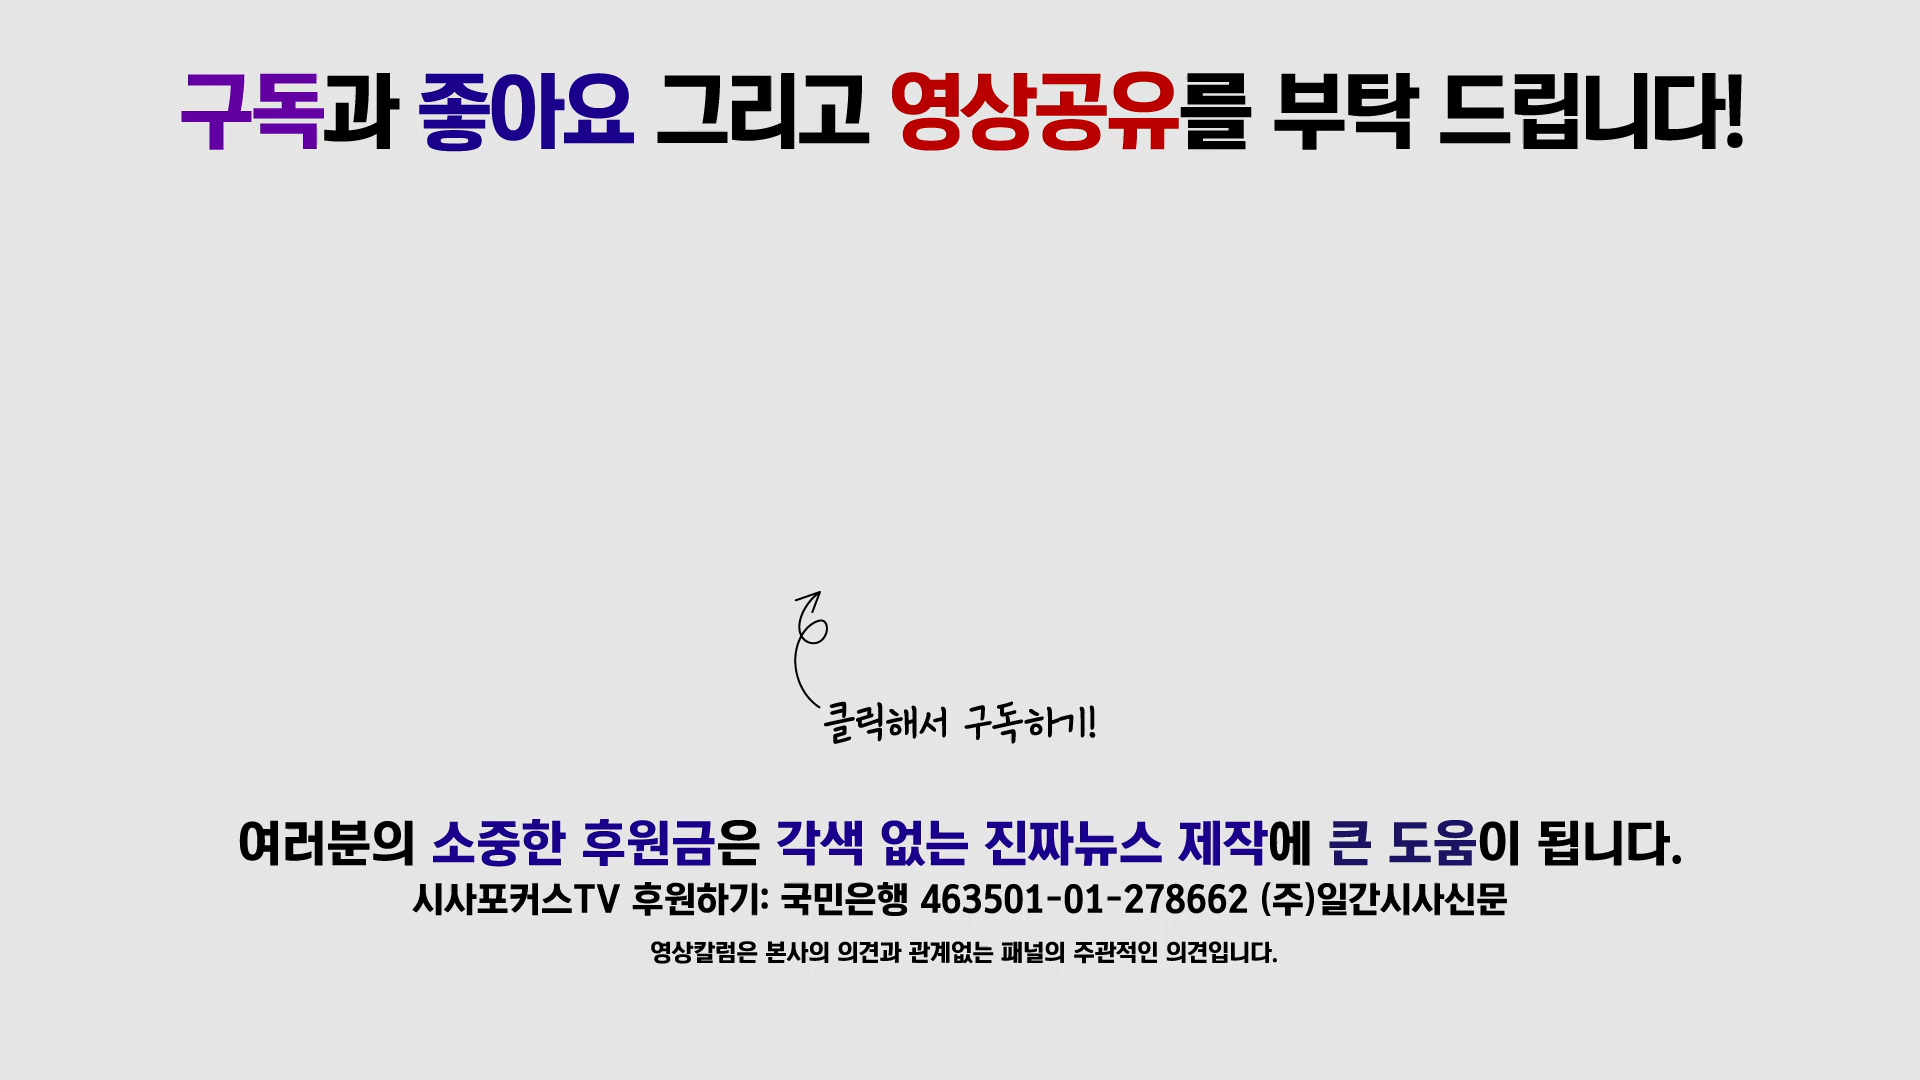 구독과 좋아요 그리고 영상공유를 부탁 드립니다!
클릭해서 구독하기!
여러분의 소중한 후원금은 각색 없는 진짜뉴스 제작에 큰 도움이 됩니다.
시사포커스TV 후원하기: 국민은행 463501-01-278662 (주)일간시사신문
영상칼럼은 본사의 의견과 관계없는 패널의 주관적인 의견입니다.